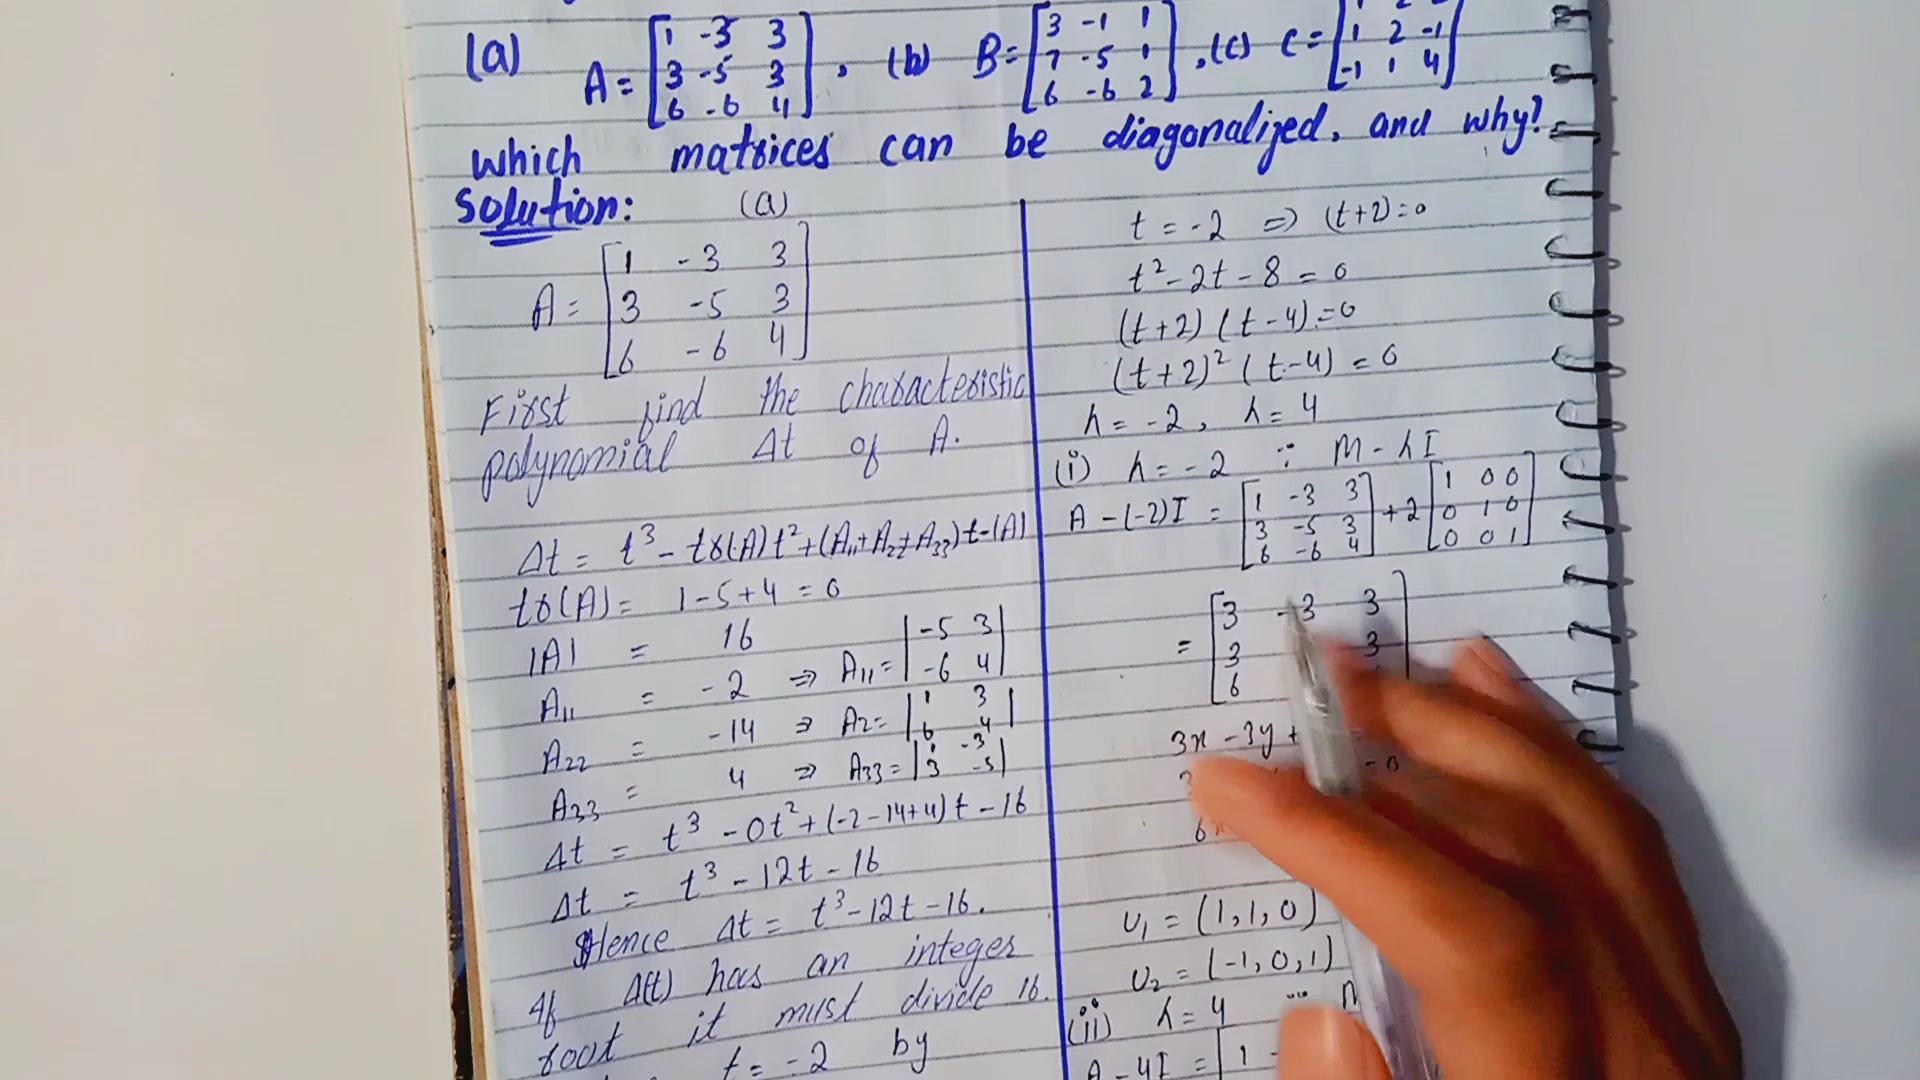 (a) A = [1 -3 3 / 3 -5 3 / 6 -6 4], (b) B = [3 -1 1 / 7 -5 1 / 6 -6 2], (c) C = [1 2 -1 / -1 1 4]
which matrices can be diagonalized, and why?
Solution: (a)
A = [1 -3 3
3 -5 3
6 -6 4]
First find the characteristic
polynomial Δt of A.
Δt = t³ - tr(A)t² + (A₁₁+A₂₂+A₃₃)t - |A|
tr(A) = 1-5+4 = 0
|A| = 16
A₁₁ = -2 => A₁₁ = |-5 3 / -6 4|
A₂₂ = -14 => A₂ = |1 3 / 6 4|
A₃₃ = 4 => A₃₃ = |1 -3 / 3 -5|
Δt = t³ - 0t² + (-2-14+4)t - 16
Δt = t³ - 12t - 16
Hence Δt = t³ - 12t - 16.
If Δ(t) has an integer
root it must divide 16.
t = -2 by
t = -2 => (t+2) = 0
t² - 2t - 8 = 0
(t+2)(t-4) = 0
(t+2)²(t-4) = 0
λ = -2, λ = 4
(i) λ = -2 ∵ M - λI
A - (-2)I = [1 -3 3 / 3 -5 3 / 6 -6 4] + 2[1 0 0 / 0 1 0 / 0 0 1]
= [3 -3 3
3 3
6
3x - 3y +
υ₁ = (1, 1, 0)
υ₂ = (-1, 0, 1)
(ii) λ = 4
A - 4I = [1 -